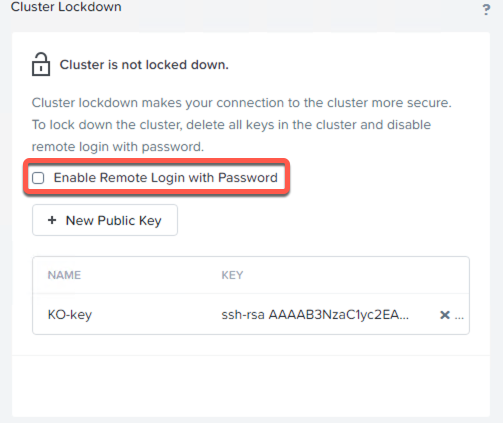 Cluster Lockdown
?
Cluster is not locked down.
Cluster lockdown makes your connection to the cluster more secure.
To lock down the cluster, delete all keys in the cluster and disable
remote login with password.
Enable Remote Login with Password
+ New Public Key
NAME KEY
KO-key ssh-rsa AAAAB3NzaC1yc2EA... × ...